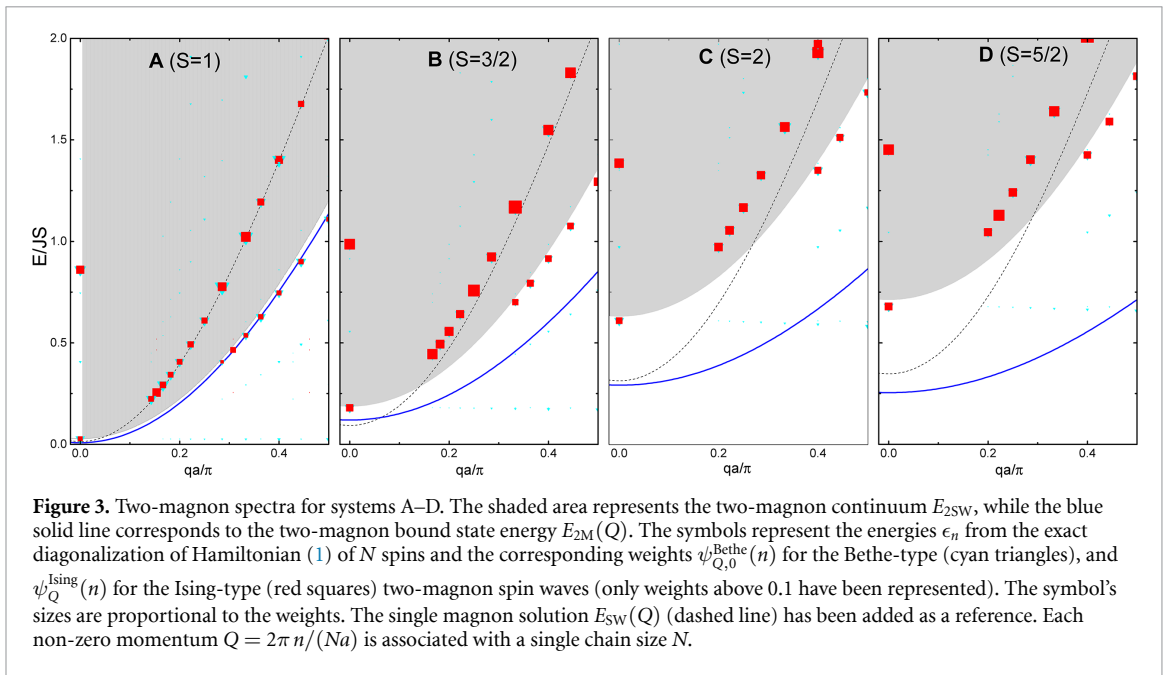 A (S=1) B (S=3/2) C (S=2) D (S=5/2)
2.0
1.5
1.0
0.5
0.0
E/JS
0.0 0.2 0.4 0.0 0.2 0.4 0.0 0.2 0.4 0.0 0.2 0.4
qa/π qa/π qa/π qa/π
Figure 3. Two-magnon spectra for systems A–D. The shaded area represents the two-magnon continuum E2SW, while the blue
solid line corresponds to the two-magnon bound state energy E2M(Q). The symbols represent the energies ϵn from the exact
diagonalization of Hamiltonian (1) of N spins and the corresponding weights ψ^Bethe_Q,0(n) for the Bethe-type (cyan triangles), and
ψ^Ising_Q(n) for the Ising-type (red squares) two-magnon spin waves (only weights above 0.1 have been represented). The symbol's
sizes are proportional to the weights. The single magnon solution ESW(Q) (dashed line) has been added as a reference. Each
non-zero momentum Q = 2π n/(Na) is associated with a single chain size N.